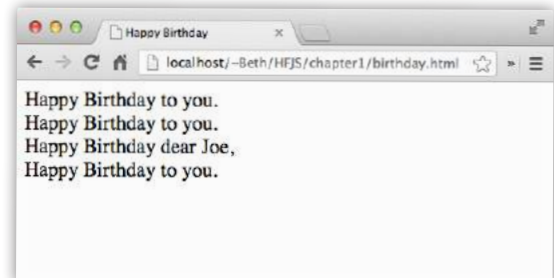 Happy Birthday
localhost/~Beth/HFJS/chapter1/birthday.html
Happy Birthday to you.
Happy Birthday to you.
Happy Birthday dear Joe,
Happy Birthday to you.